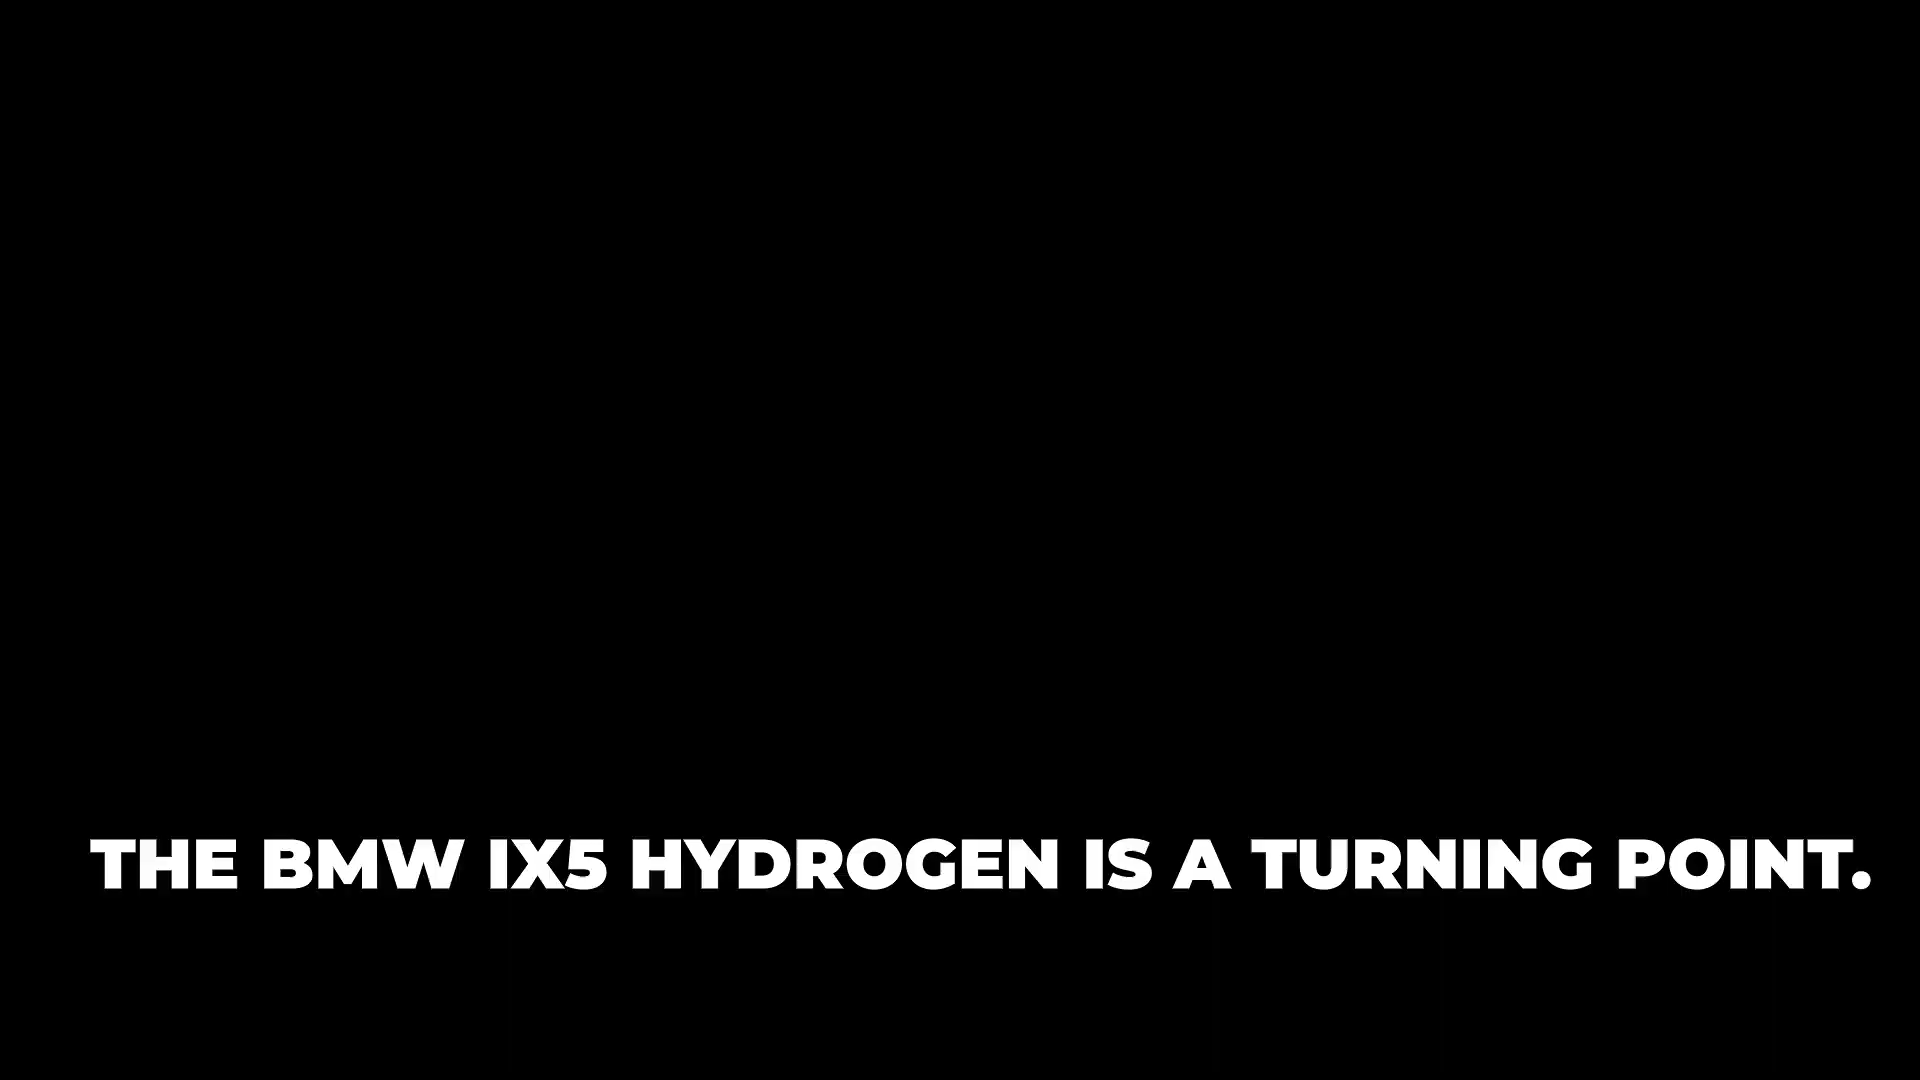 THE BMW IX5 HYDROGEN IS A TURNING POINT.